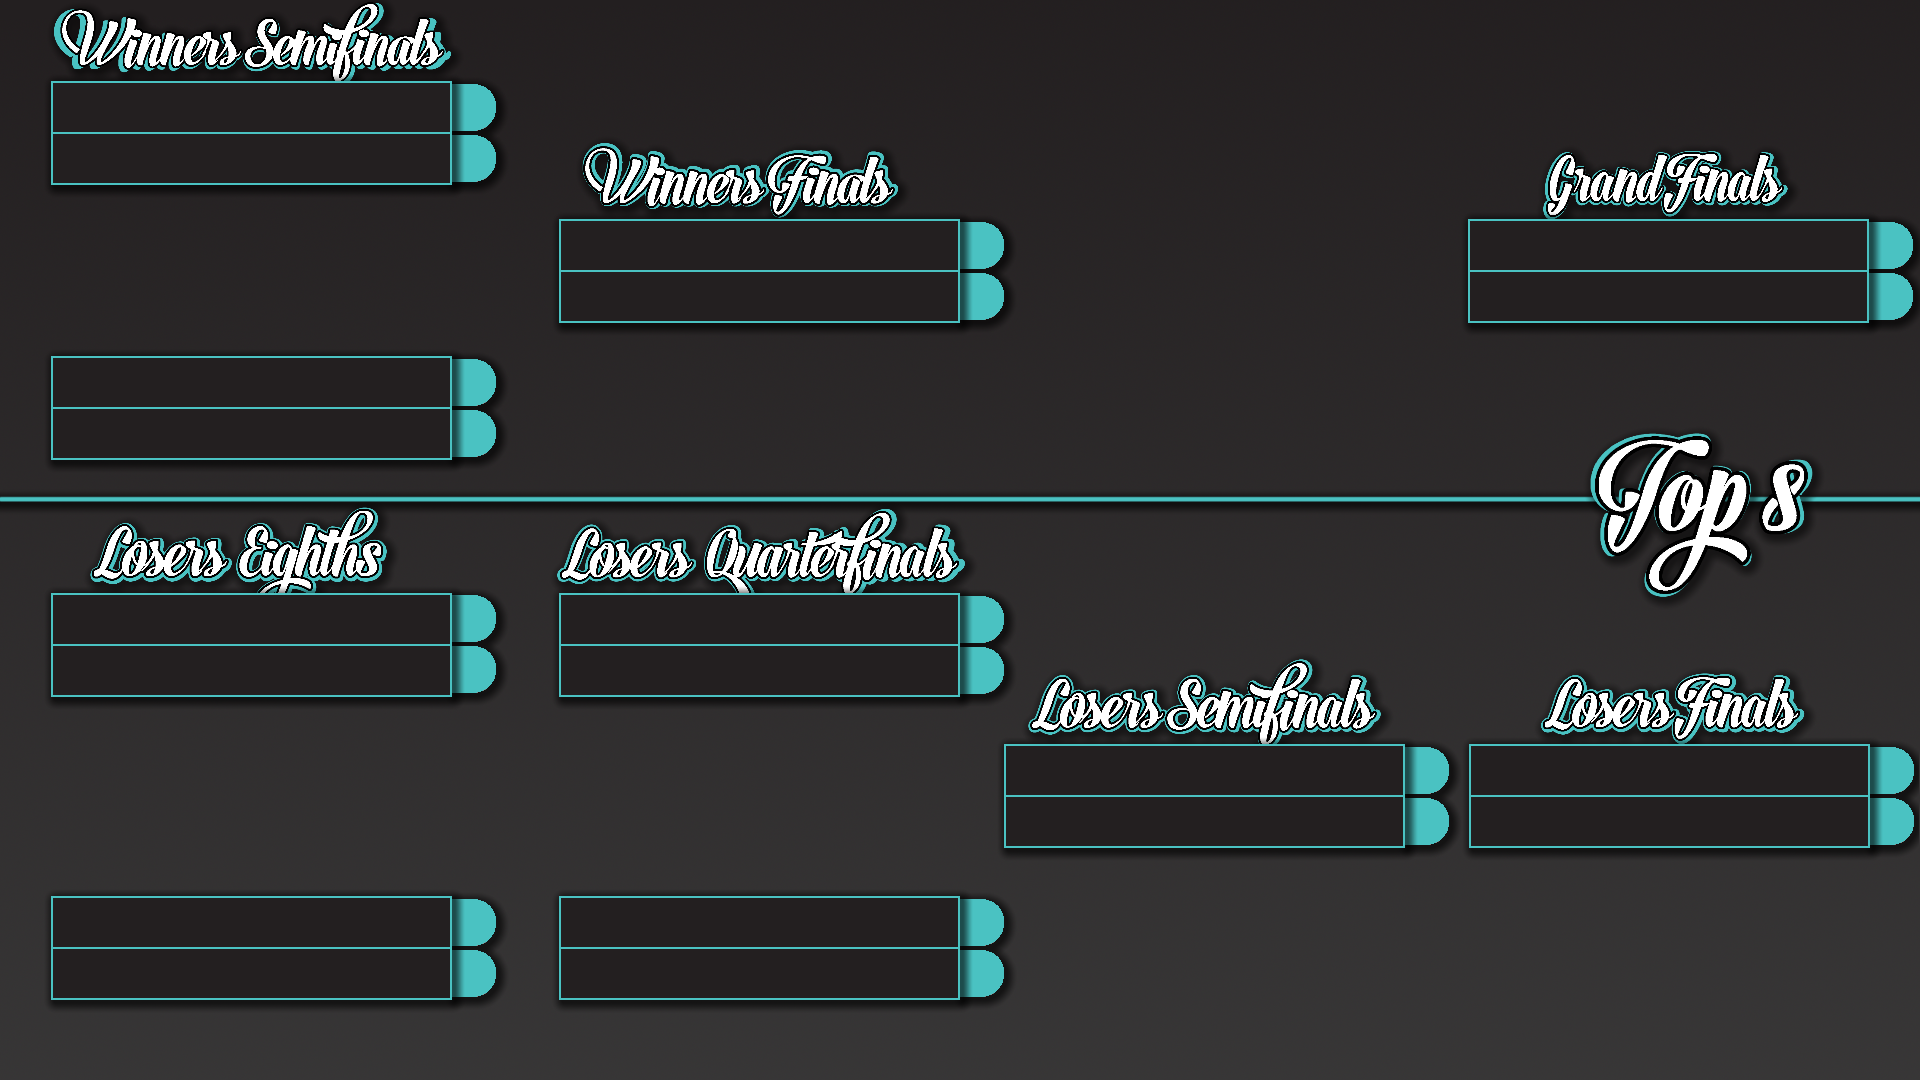 Winners Semifinals
Winners Finals
Grand Finals
Top 8
Losers Eighths
Losers Quarterfinals
Losers Semifinals
Losers Finals